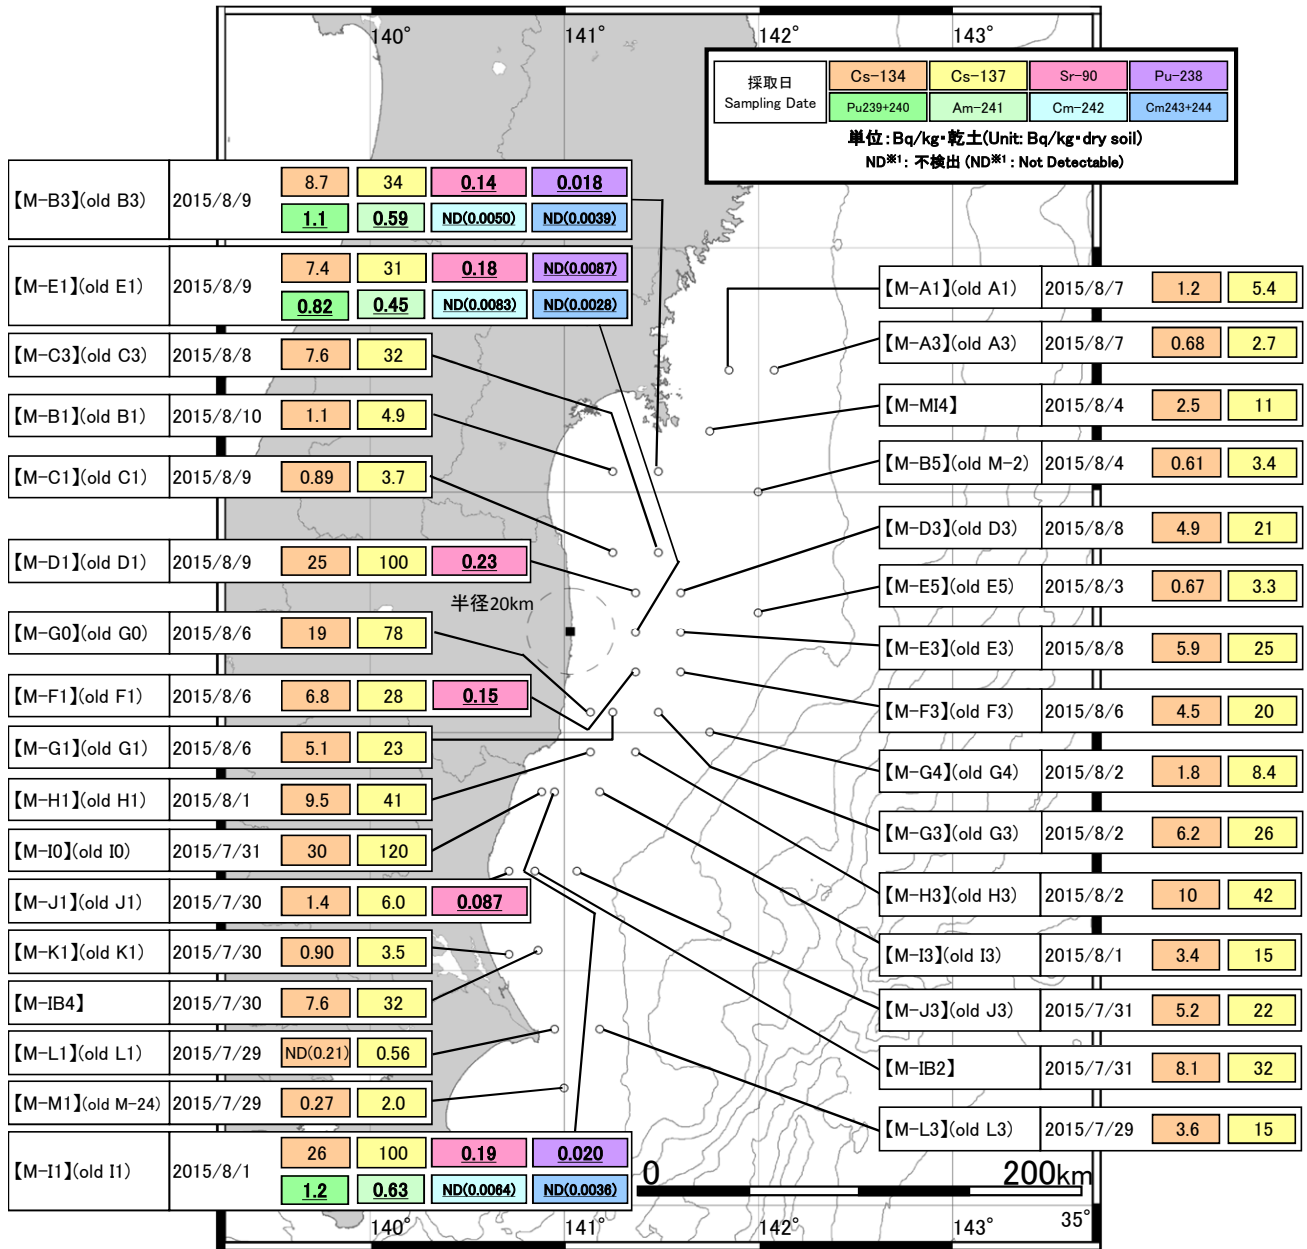 140° 141° 142° 143°
採取日
Sampling Date
Cs-134 Cs-137 Sr-90 Pu-238
Pu239+240 Am-241 Cm-242 Cm243+244
単位:Bq/kg・乾土(Unit: Bq/kg・dry soil)
ND※1: 不検出 (ND※1: Not Detectable)
【M-B3】(old B3) 2015/8/9 8.7 34 0.14 0.018
1.1 0.59 ND(0.0050) ND(0.0039)
【M-E1】(old E1) 2015/8/9 7.4 31 0.18 ND(0.0087)
0.82 0.45 ND(0.0083) ND(0.0028)
【M-C3】(old C3) 2015/8/8 7.6 32
【M-B1】(old B1) 2015/8/10 1.1 4.9
【M-C1】(old C1) 2015/8/9 0.89 3.7
【M-D1】(old D1) 2015/8/9 25 100 0.23
半径20km
【M-G0】(old G0) 2015/8/6 19 78
【M-F1】(old F1) 2015/8/6 6.8 28 0.15
【M-G1】(old G1) 2015/8/6 5.1 23
【M-H1】(old H1) 2015/8/1 9.5 41
【M-I0】(old I0) 2015/7/31 30 120
【M-J1】(old J1) 2015/7/30 1.4 6.0 0.087
【M-K1】(old K1) 2015/7/30 0.90 3.5
【M-IB4】 2015/7/30 7.6 32
【M-L1】(old L1) 2015/7/29 ND(0.21) 0.56
【M-M1】(old M-24) 2015/7/29 0.27 2.0
【M-I1】(old I1) 2015/8/1 26 100 0.19 0.020
1.2 0.63 ND(0.0064) ND(0.0036)
【M-A1】(old A1) 2015/8/7 1.2 5.4
【M-A3】(old A3) 2015/8/7 0.68 2.7
【M-MI4】 2015/8/4 2.5 11
【M-B5】(old M-2) 2015/8/4 0.61 3.4
【M-D3】(old D3) 2015/8/8 4.9 21
【M-E5】(old E5) 2015/8/3 0.67 3.3
【M-E3】(old E3) 2015/8/8 5.9 25
【M-F3】(old F3) 2015/8/6 4.5 20
【M-G4】(old G4) 2015/8/2 1.8 8.4
【M-G3】(old G3) 2015/8/2 6.2 26
【M-H3】(old H3) 2015/8/2 10 42
【M-I3】(old I3) 2015/8/1 3.4 15
【M-J3】(old J3) 2015/7/31 5.2 22
【M-IB2】 2015/7/31 8.1 32
【M-L3】(old L3) 2015/7/29 3.6 15
0 200km
35°
140° 141° 142° 143°